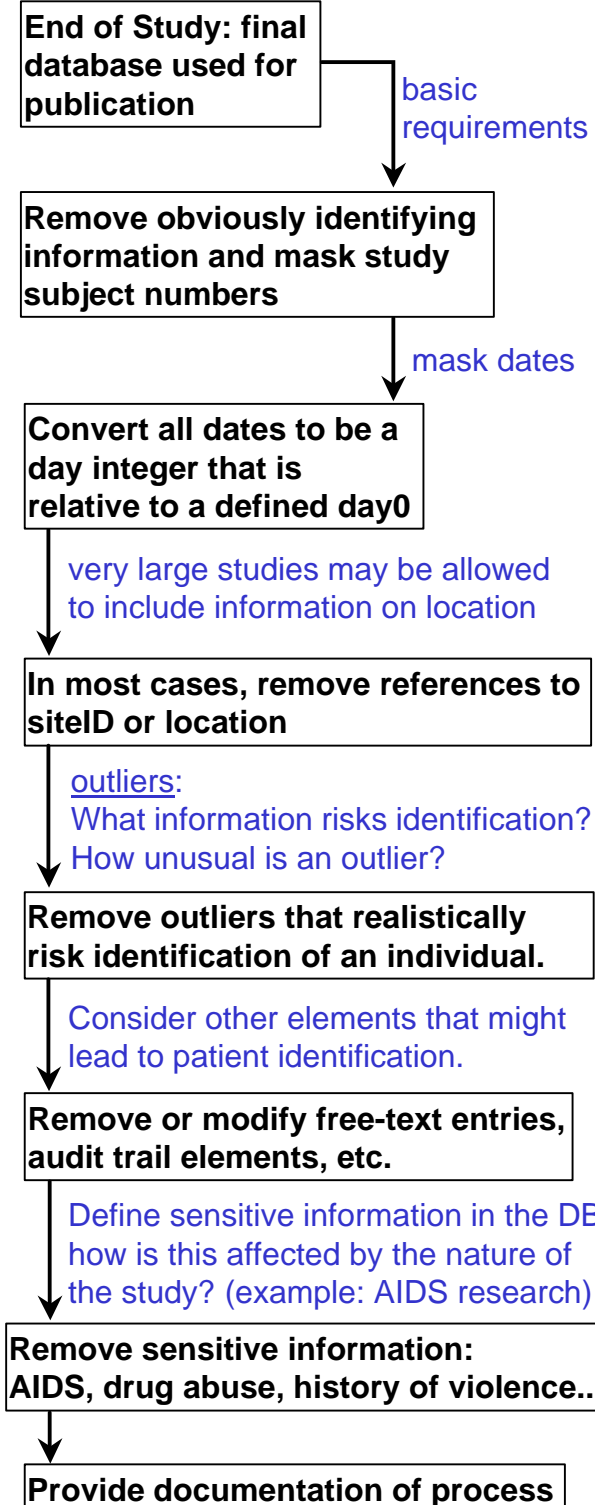 End of Study: final
database used for
publication
basic
requirements
Remove obviously identifying
information and mask study
subject numbers
mask dates
Convert all dates to be a
day integer that is
relative to a defined day0
very large studies may be allowed
to include information on location
In most cases, remove references to
siteID or location
outliers:
What information risks identification?
How unusual is an outlier?
Remove outliers that realistically
risk identification of an individual.
Consider other elements that might
lead to patient identification.
Remove or modify free-text entries,
audit trail elements, etc.
Define sensitive information in the DB
how is this affected by the nature of
the study? (example: AIDS research)
Remove sensitive information:
AIDS, drug abuse, history of violence..
Provide documentation of process